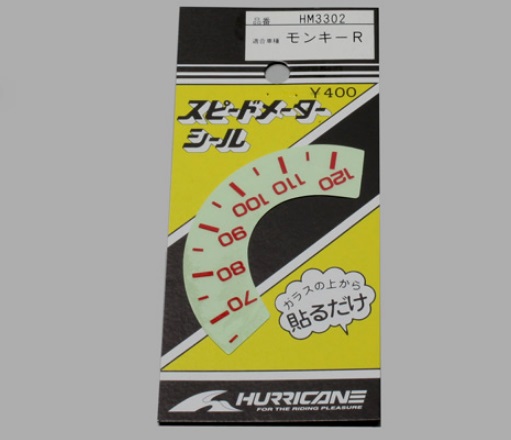 品番 HM3302
適合車種 モンキーR
¥400
スピードメーター
シール
120
110
100
90
80
70
ガラスの上から
貼るだけ
HURRICANE
FOR THE RIDING PLEASURE